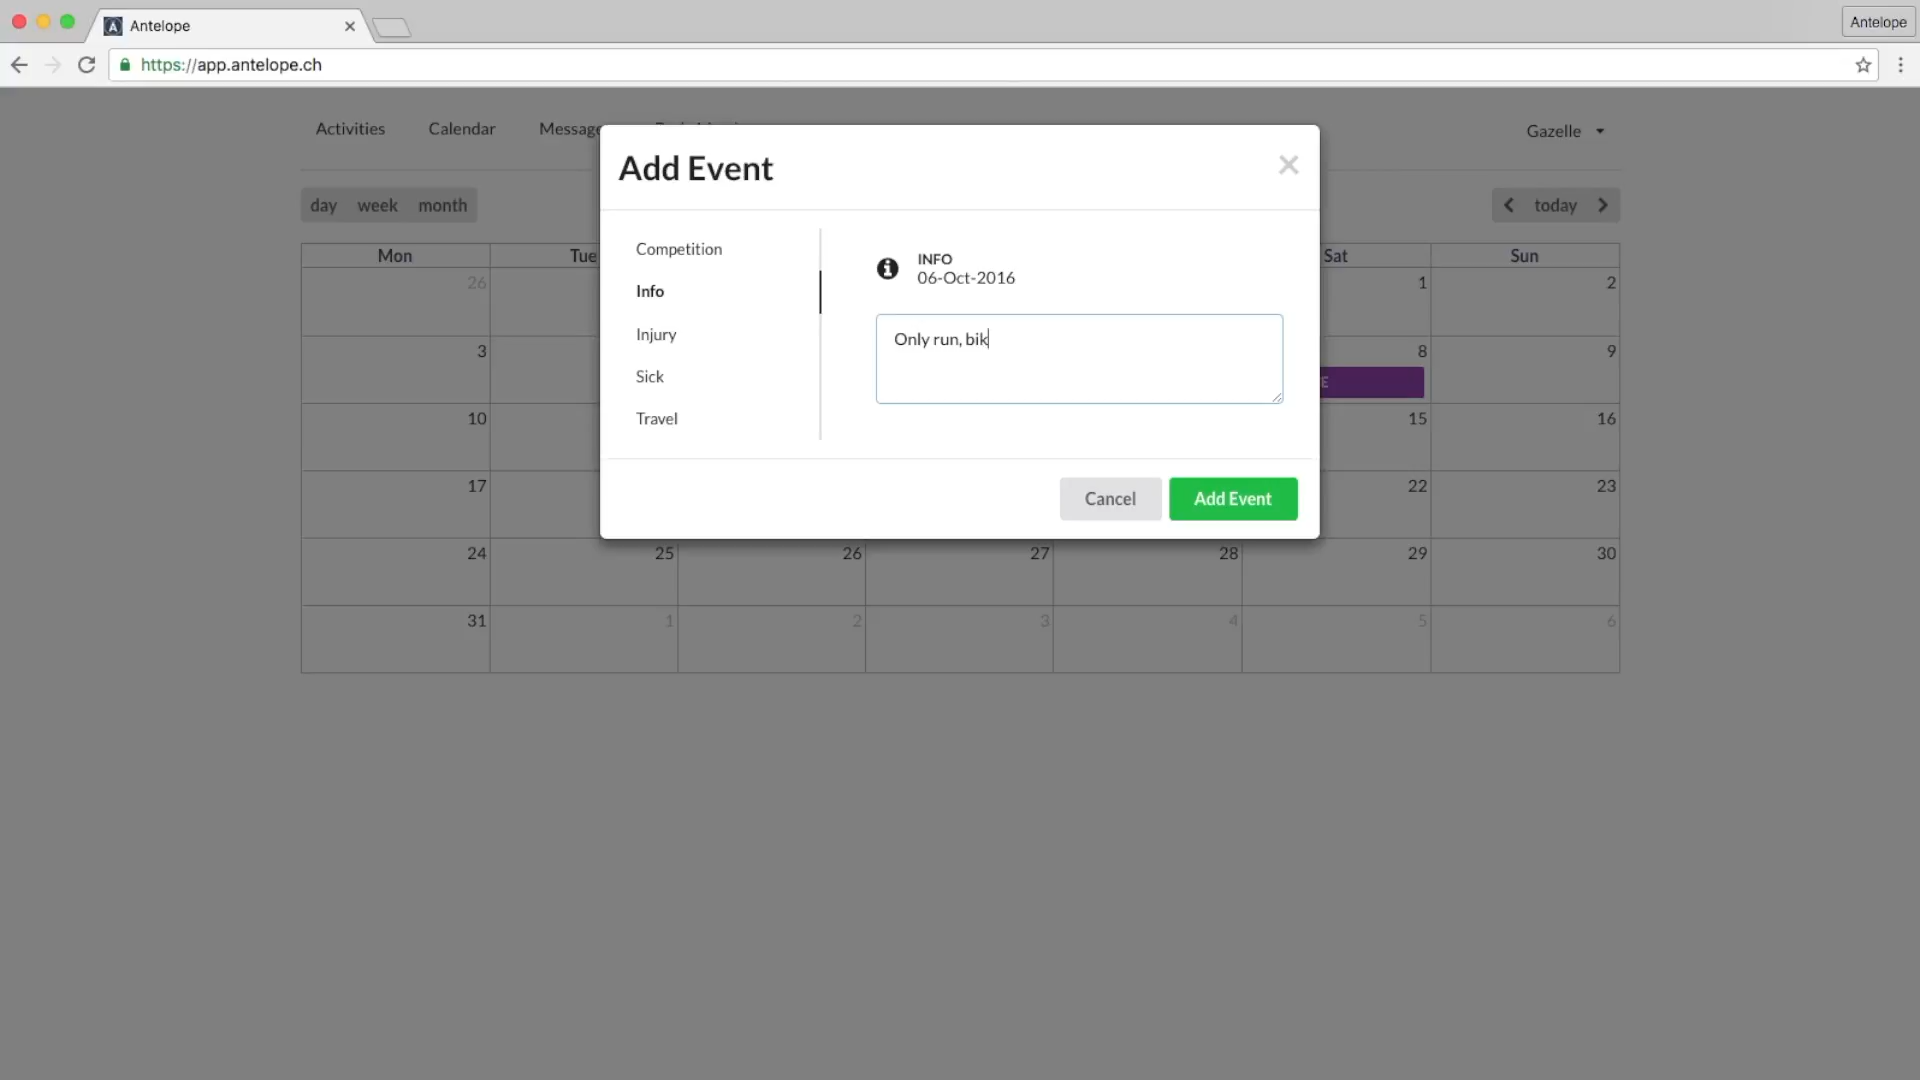 Antelope
Antelope
https://app.antelope.ch
Activities Calendar Message
Gazelle
day week month
today
Mon Tue Sat Sun
26 1 2
3 8 9
E
10 15 16
17 22 23
24 25 26 27 28 29 30
31 1 2 3 4 5 6
Add Event
Competition
Info
Injury
Sick
Travel
INFO
06-Oct-2016
Only run, bik
Cancel Add Event